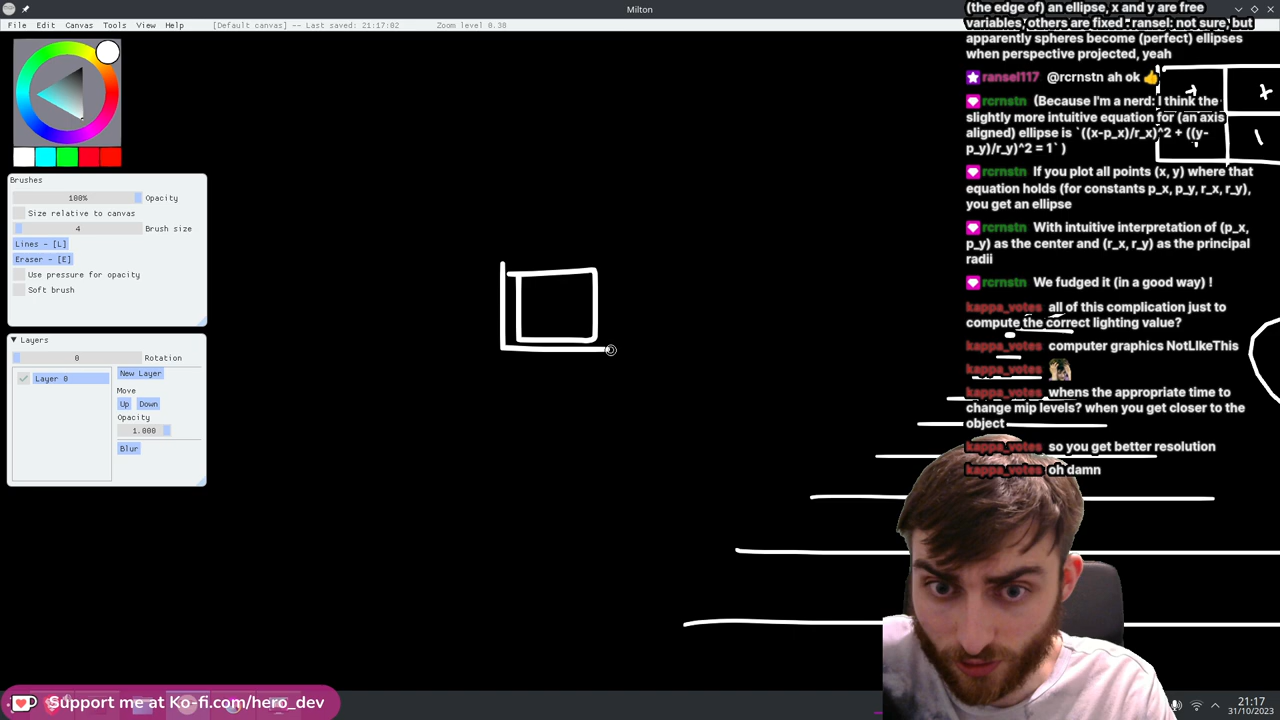 Milton
File Edit Canvas Tools View Help [Default canvas] -- Last saved: 21:17:02 Zoom level 0.38
Brushes
100% Opacity
Size relative to canvas
4 Brush size
Lines - [L]
Eraser - [E]
Use pressure for opacity
Soft brush
Layers
0 Rotation
Layer 0
New Layer
Move
Up Down
Opacity
1.000
Blur
(the edge of) an ellipse, x and y are free
variables, others are fixed : ransel: not sure, but
apparently spheres become (perfect) ellipses
when perspective projected, yeah
ransel117 @rcrnstn ah ok 👍
rcrnstn (Because I'm a nerd: I think the
slightly more intuitive equation for (an axis
aligned) ellipse is `((x-p_x)/r_x)^2 + ((y-
p_y)/r_y)^2 = 1` )
rcrnstn If you plot all points (x, y) where that
equation holds (for constants p_x, p_y, r_x, r_y),
you get an ellipse
rcrnstn With intuitive interpretation of (p_x,
p_y) as the center and (r_x, r_y) as the principal
radii
rcrnstn We fudged it (in a good way) !
kappa_votes all of this complication just to
compute the correct lighting value?
kappa_votes computer graphics NotLIkeThis
kappa_votes
kappa_votes whens the appropriate time to
change mip levels? when you get closer to the
object
kappa_votes so you get better resolution
kappa_votes oh damn
Support me at Ko-fi.com/hero_dev
21:17
31/10/2023